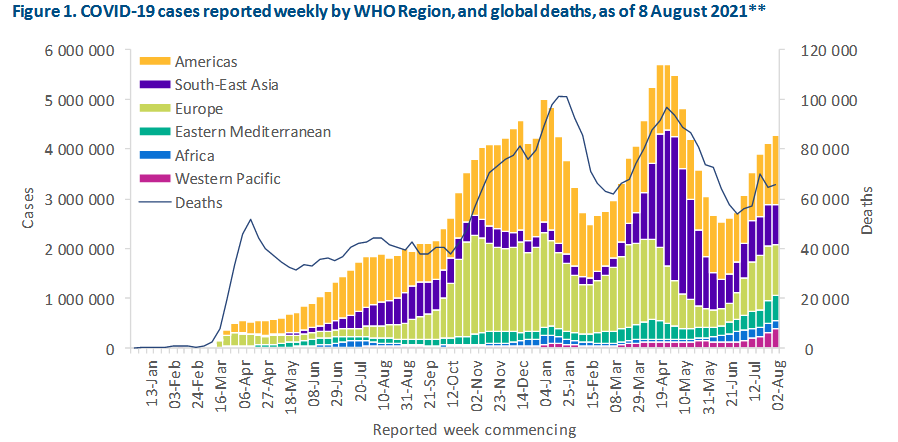 Figure 1. COVID-19 cases reported weekly by WHO Region, and global deaths, as of 8 August 2021**
6 000 000
5 000 000
4 000 000
3 000 000
2 000 000
1 000 000
0
Cases
Americas
South-East Asia
Europe
Eastern Mediterranean
Africa
Western Pacific
Deaths
120 000
100 000
80 000
60 000
40 000
20 000
0
Deaths
13-Jan
03-Feb
24-Feb
16-Mar
06-Apr
27-Apr
18-May
08-Jun
29-Jun
20-Jul
10-Aug
31-Aug
21-Sep
12-Oct
02-Nov
23-Nov
14-Dec
04-Jan
25-Jan
15-Feb
08-Mar
29-Mar
19-Apr
10-May
31-May
21-Jun
12-Jul
02-Aug
Reported week commencing